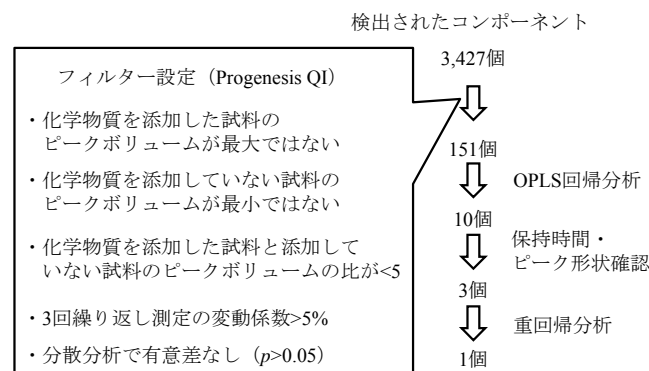 検出されたコンポーネント
フィルター設定（Progenesis QI）
・化学物質を添加した試料の
ピークボリュームが最大ではない
・化学物質を添加していない試料の
ピークボリュームが最小ではない
・化学物質を添加した試料と添加して
いない試料のピークボリュームの比が<5
・3回繰り返し測定の変動係数>5%
・分散分析で有意差なし（p>0.05）
3,427個
151個
OPLS回帰分析
10個
保持時間・
ピーク形状確認
3個
重回帰分析
1個